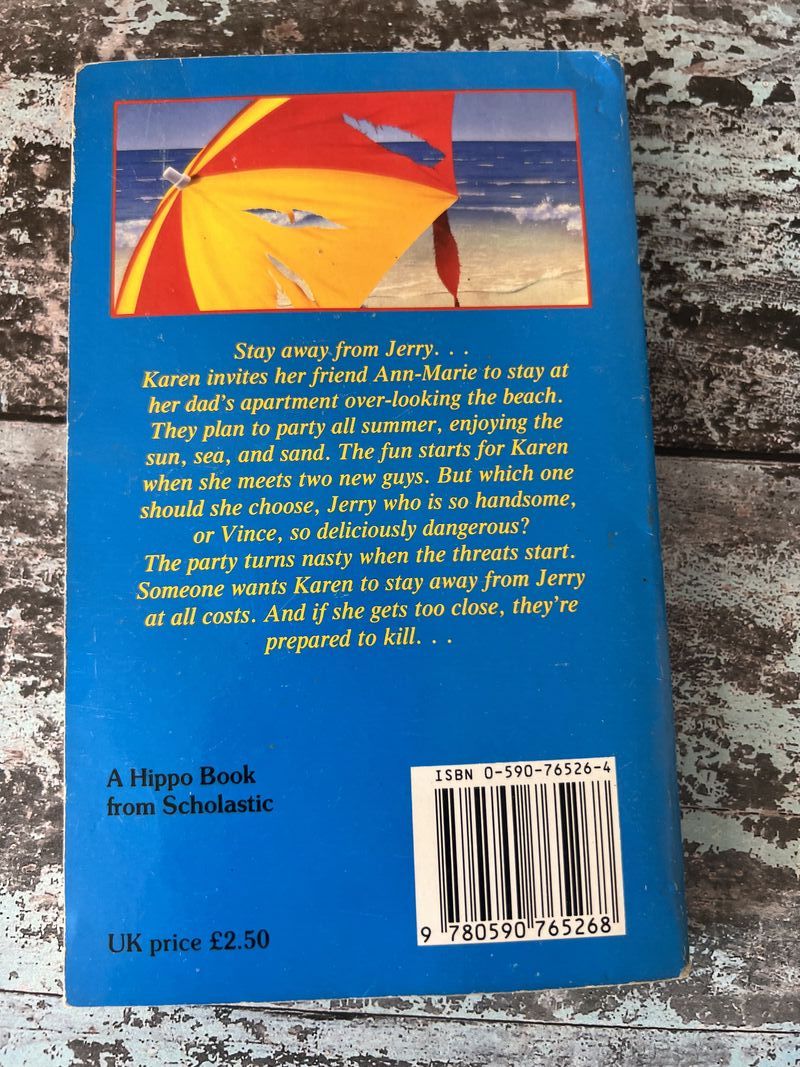 Stay away from Jerry. . .
Karen invites her friend Ann-Marie to stay at
her dad's apartment over-looking the beach.
They plan to party all summer, enjoying the
sun, sea, and sand. The fun starts for Karen
when she meets two new guys. But which one
should she choose, Jerry who is so handsome,
or Vince, so deliciously dangerous?
The party turns nasty when the threats start.
Someone wants Karen to stay away from Jerry
at all costs. And if she gets too close, they're
prepared to kill. . .
A Hippo Book
from Scholastic
ISBN 0-590-76526-4
9 780590 765268
UK price £2.50